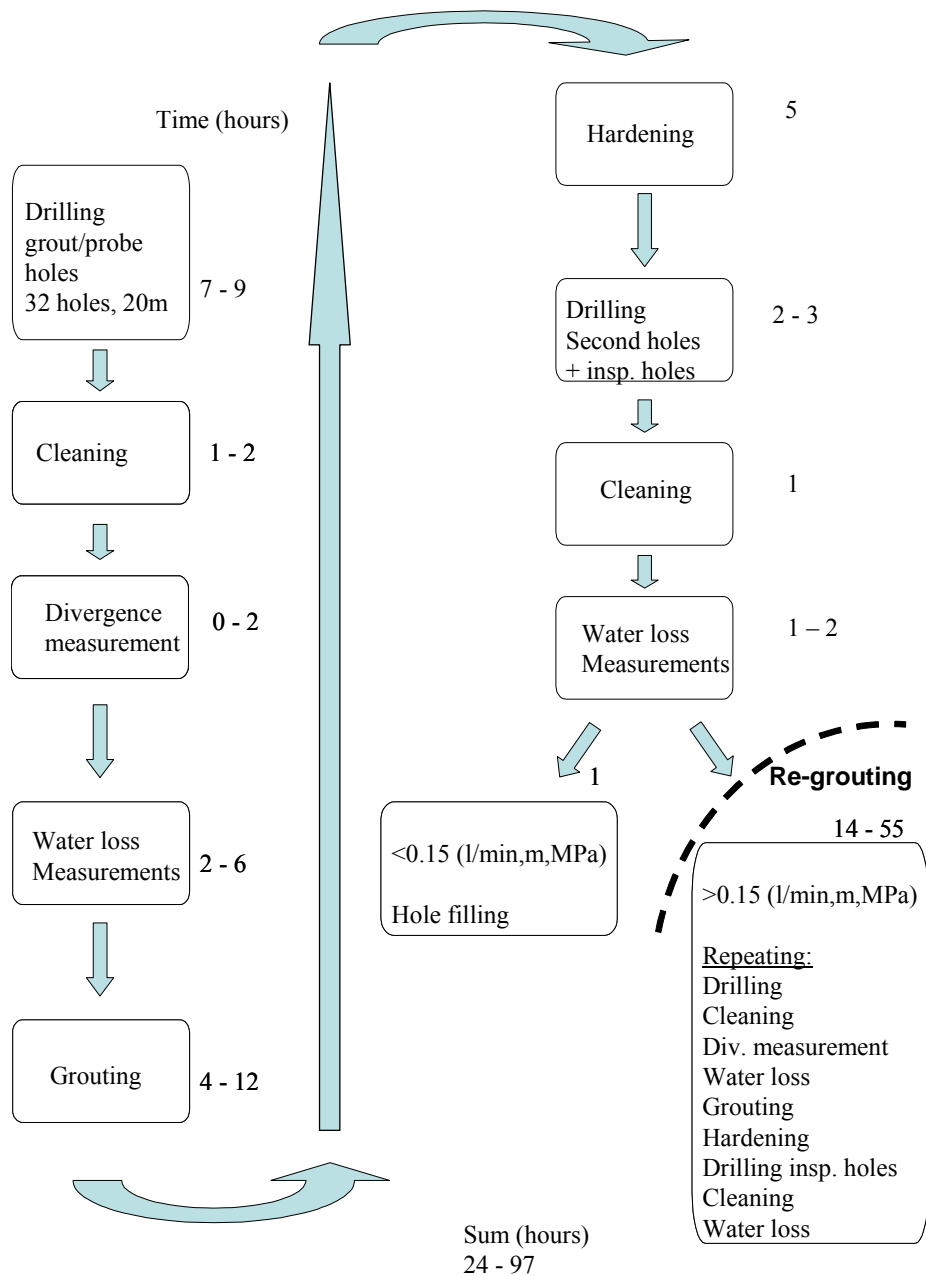 Time (hours)
Drilling
grout/probe
holes
32 holes, 20m
7 - 9
Cleaning
1 - 2
Divergence
measurement
0 - 2
Water loss
Measurements
2 - 6
Grouting
4 - 12
Hardening
5
Drilling
Second holes
+ insp. holes
2 - 3
Cleaning
1
Water loss
Measurements
1 – 2
1
<0.15 (l/min,m,MPa)
Hole filling
Re-grouting
14 - 55
>0.15 (l/min,m,MPa)
Repeating:
Drilling
Cleaning
Div. measurement
Water loss
Grouting
Hardening
Drilling insp. holes
Cleaning
Water loss
Sum (hours)
24 - 97